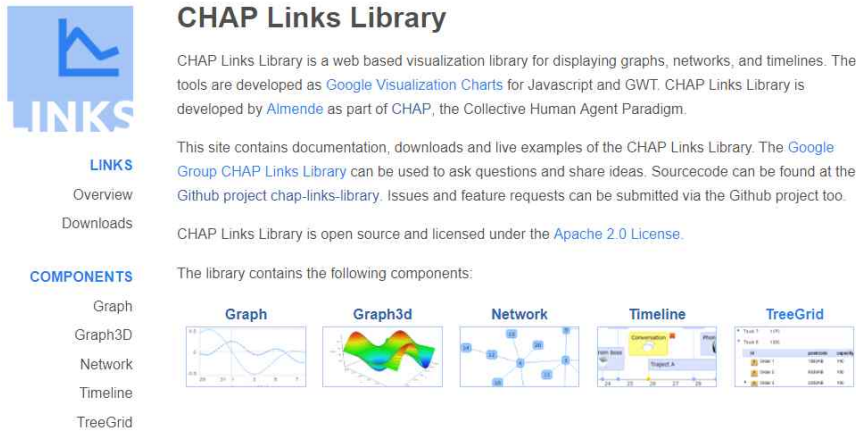 LINKS
LINKS
Overview
Downloads
COMPONENTS
Graph
Graph3D
Network
Timeline
TreeGrid
CHAP Links Library
CHAP Links Library is a web based visualization library for displaying graphs, networks, and timelines. The
tools are developed as Google Visualization Charts for Javascript and GWT. CHAP Links Library is
developed by Almende as part of CHAP, the Collective Human Agent Paradigm.
This site contains documentation, downloads and live examples of the CHAP Links Library. The Google
Group CHAP Links Library can be used to ask questions and share ideas. Sourcecode can be found at the
Github project chap-links-library. Issues and feature requests can be submitted via the Github project too.
CHAP Links Library is open source and licensed under the Apache 2.0 License.
The library contains the following components:
Graph Graph3d Network Timeline TreeGrid
Conversation
Traject A
24 25 26 27 28